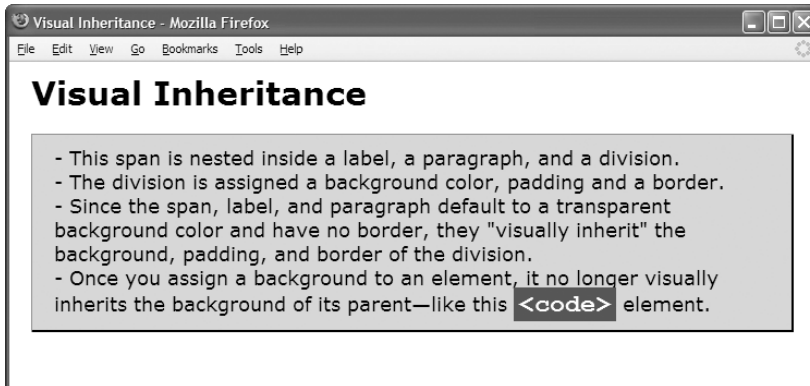 Visual Inheritance - Mozilla Firefox
File Edit View Go Bookmarks Tools Help
Visual Inheritance
- This span is nested inside a label, a paragraph, and a division.
- The division is assigned a background color, padding and a border.
- Since the span, label, and paragraph default to a transparent
background color and have no border, they "visually inherit" the
background, padding, and border of the division.
- Once you assign a background to an element, it no longer visually
inherits the background of its parent—like this <code> element.